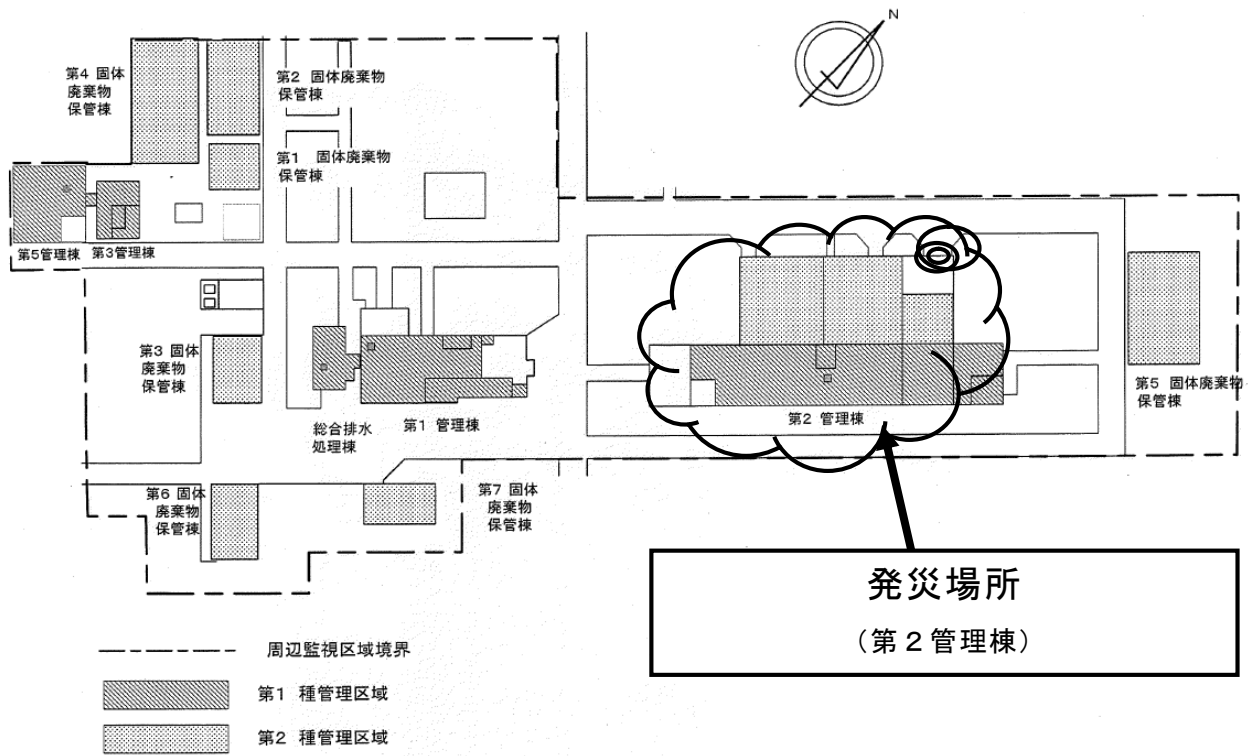 N
第4 固体
廃棄物
保管棟
第2 固体廃棄物
保管棟
第1 固体廃棄物
保管棟
第5管理棟
第3管理棟
第3 固体
廃棄物
保管棟
総合排水
処理棟
第1 管理棟
第2 管理棟
第5 固体廃棄物
保管棟
第6 固体
廃棄物
保管棟
第7 固体
廃棄物
保管棟
発災場所
（第２管理棟）
周辺監視区域境界
第1 種管理区域
第2 種管理区域